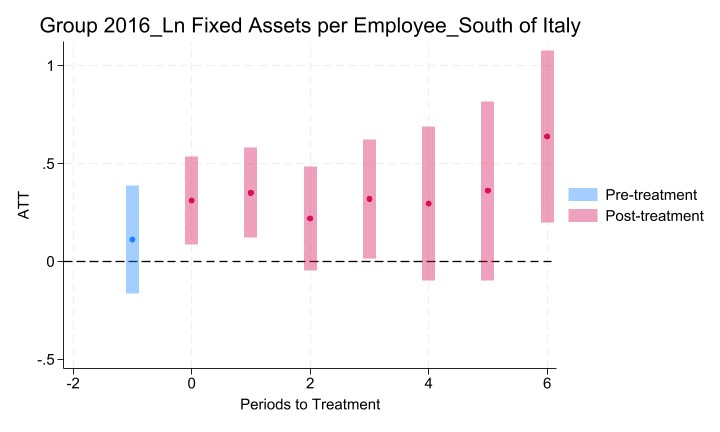 Group 2016_Ln Fixed Assets per Employee_South of Italy
1
.5
0
-.5
ATT
-2
0
2
4
6
Periods to Treatment
Pre-treatment
Post-treatment